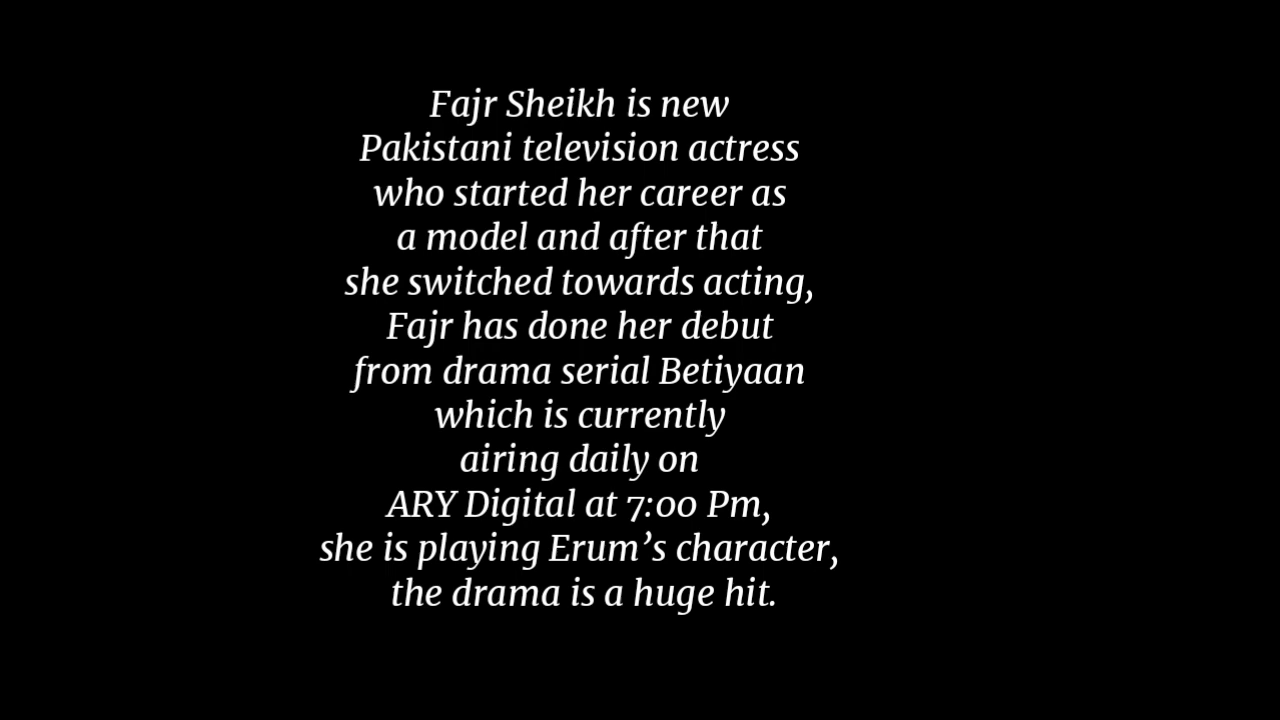 Fajr Sheikh is new
Pakistani television actress
who started her career as
a model and after that
she switched towards acting,
Fajr has done her debut
from drama serial Betiyaan
which is currently
airing daily on
ARY Digital at 7:00 Pm,
she is playing Erum’s character,
the drama is a huge hit.